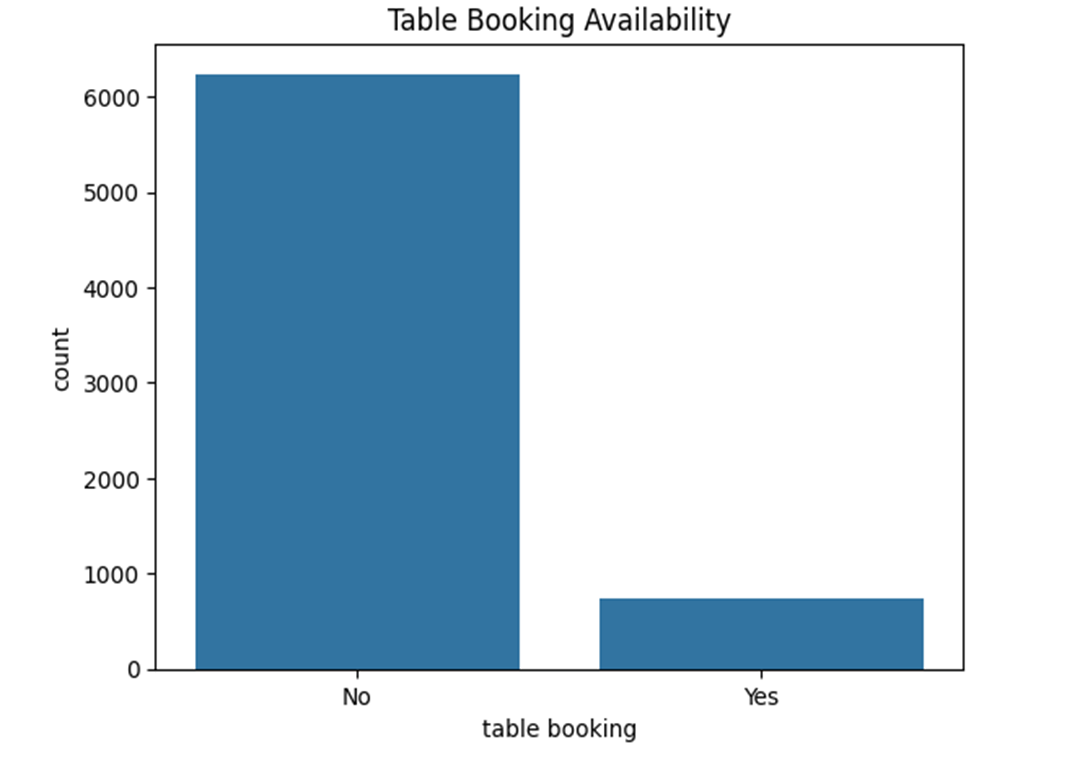 Table Booking Availability
6000
5000
4000
3000
2000
1000
0
count
No
Yes
table booking